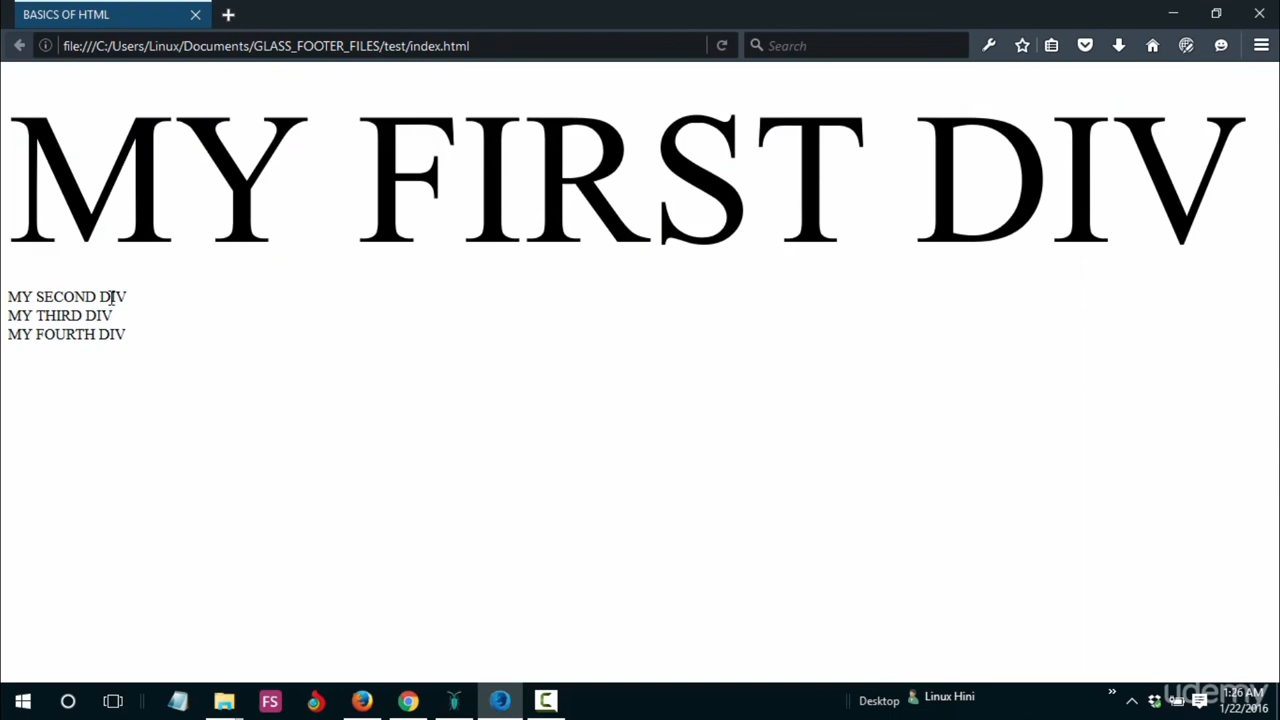 BASICS OF HTML
file:///C:/Users/Linux/Documents/GLASS_FOOTER_FILES/test/index.html
Search
MY FIRST DIV
MY SECOND DIV
MY THIRD DIV
MY FOURTH DIV
FS
Desktop
Linux Hini
1:26 AM
1/22/2016
udemy